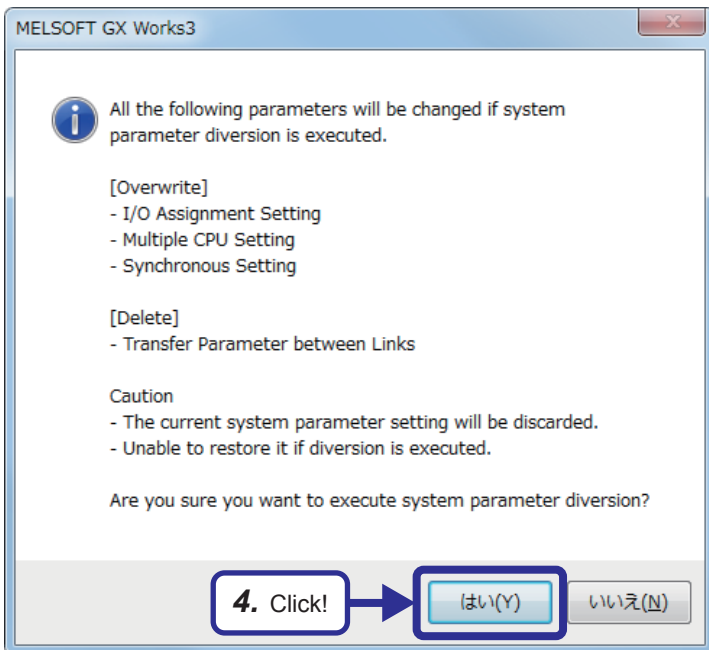 MELSOFT GX Works3
All the following parameters will be changed if system
parameter diversion is executed.
[Overwrite]
- I/O Assignment Setting
- Multiple CPU Setting
- Synchronous Setting
[Delete]
- Transfer Parameter between Links
Caution
- The current system parameter setting will be discarded.
- Unable to restore it if diversion is executed.
Are you sure you want to execute system parameter diversion?
4. Click!
はい(Y)
いいえ(N)